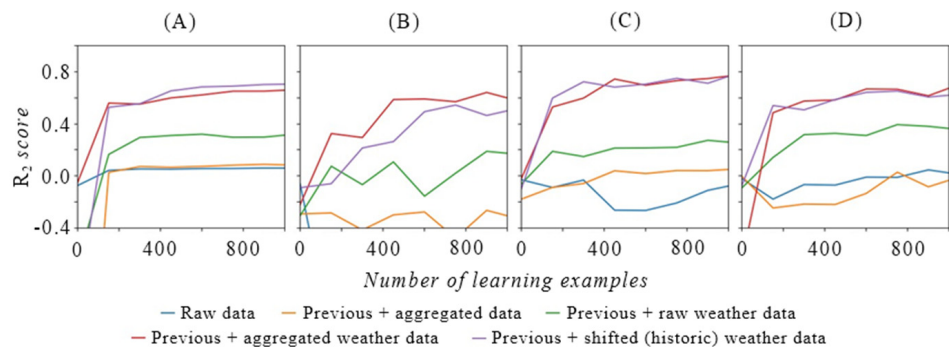 (A) (B) (C) (D)
R2 score
0.8
0.4
0.0
-0.4
0 400 800 0 400 800 0 400 800 0 400 800
Number of learning examples
Raw data Previous + aggregated data Previous + raw weather data
Previous + aggregated weather data Previous + shifted (historic) weather data